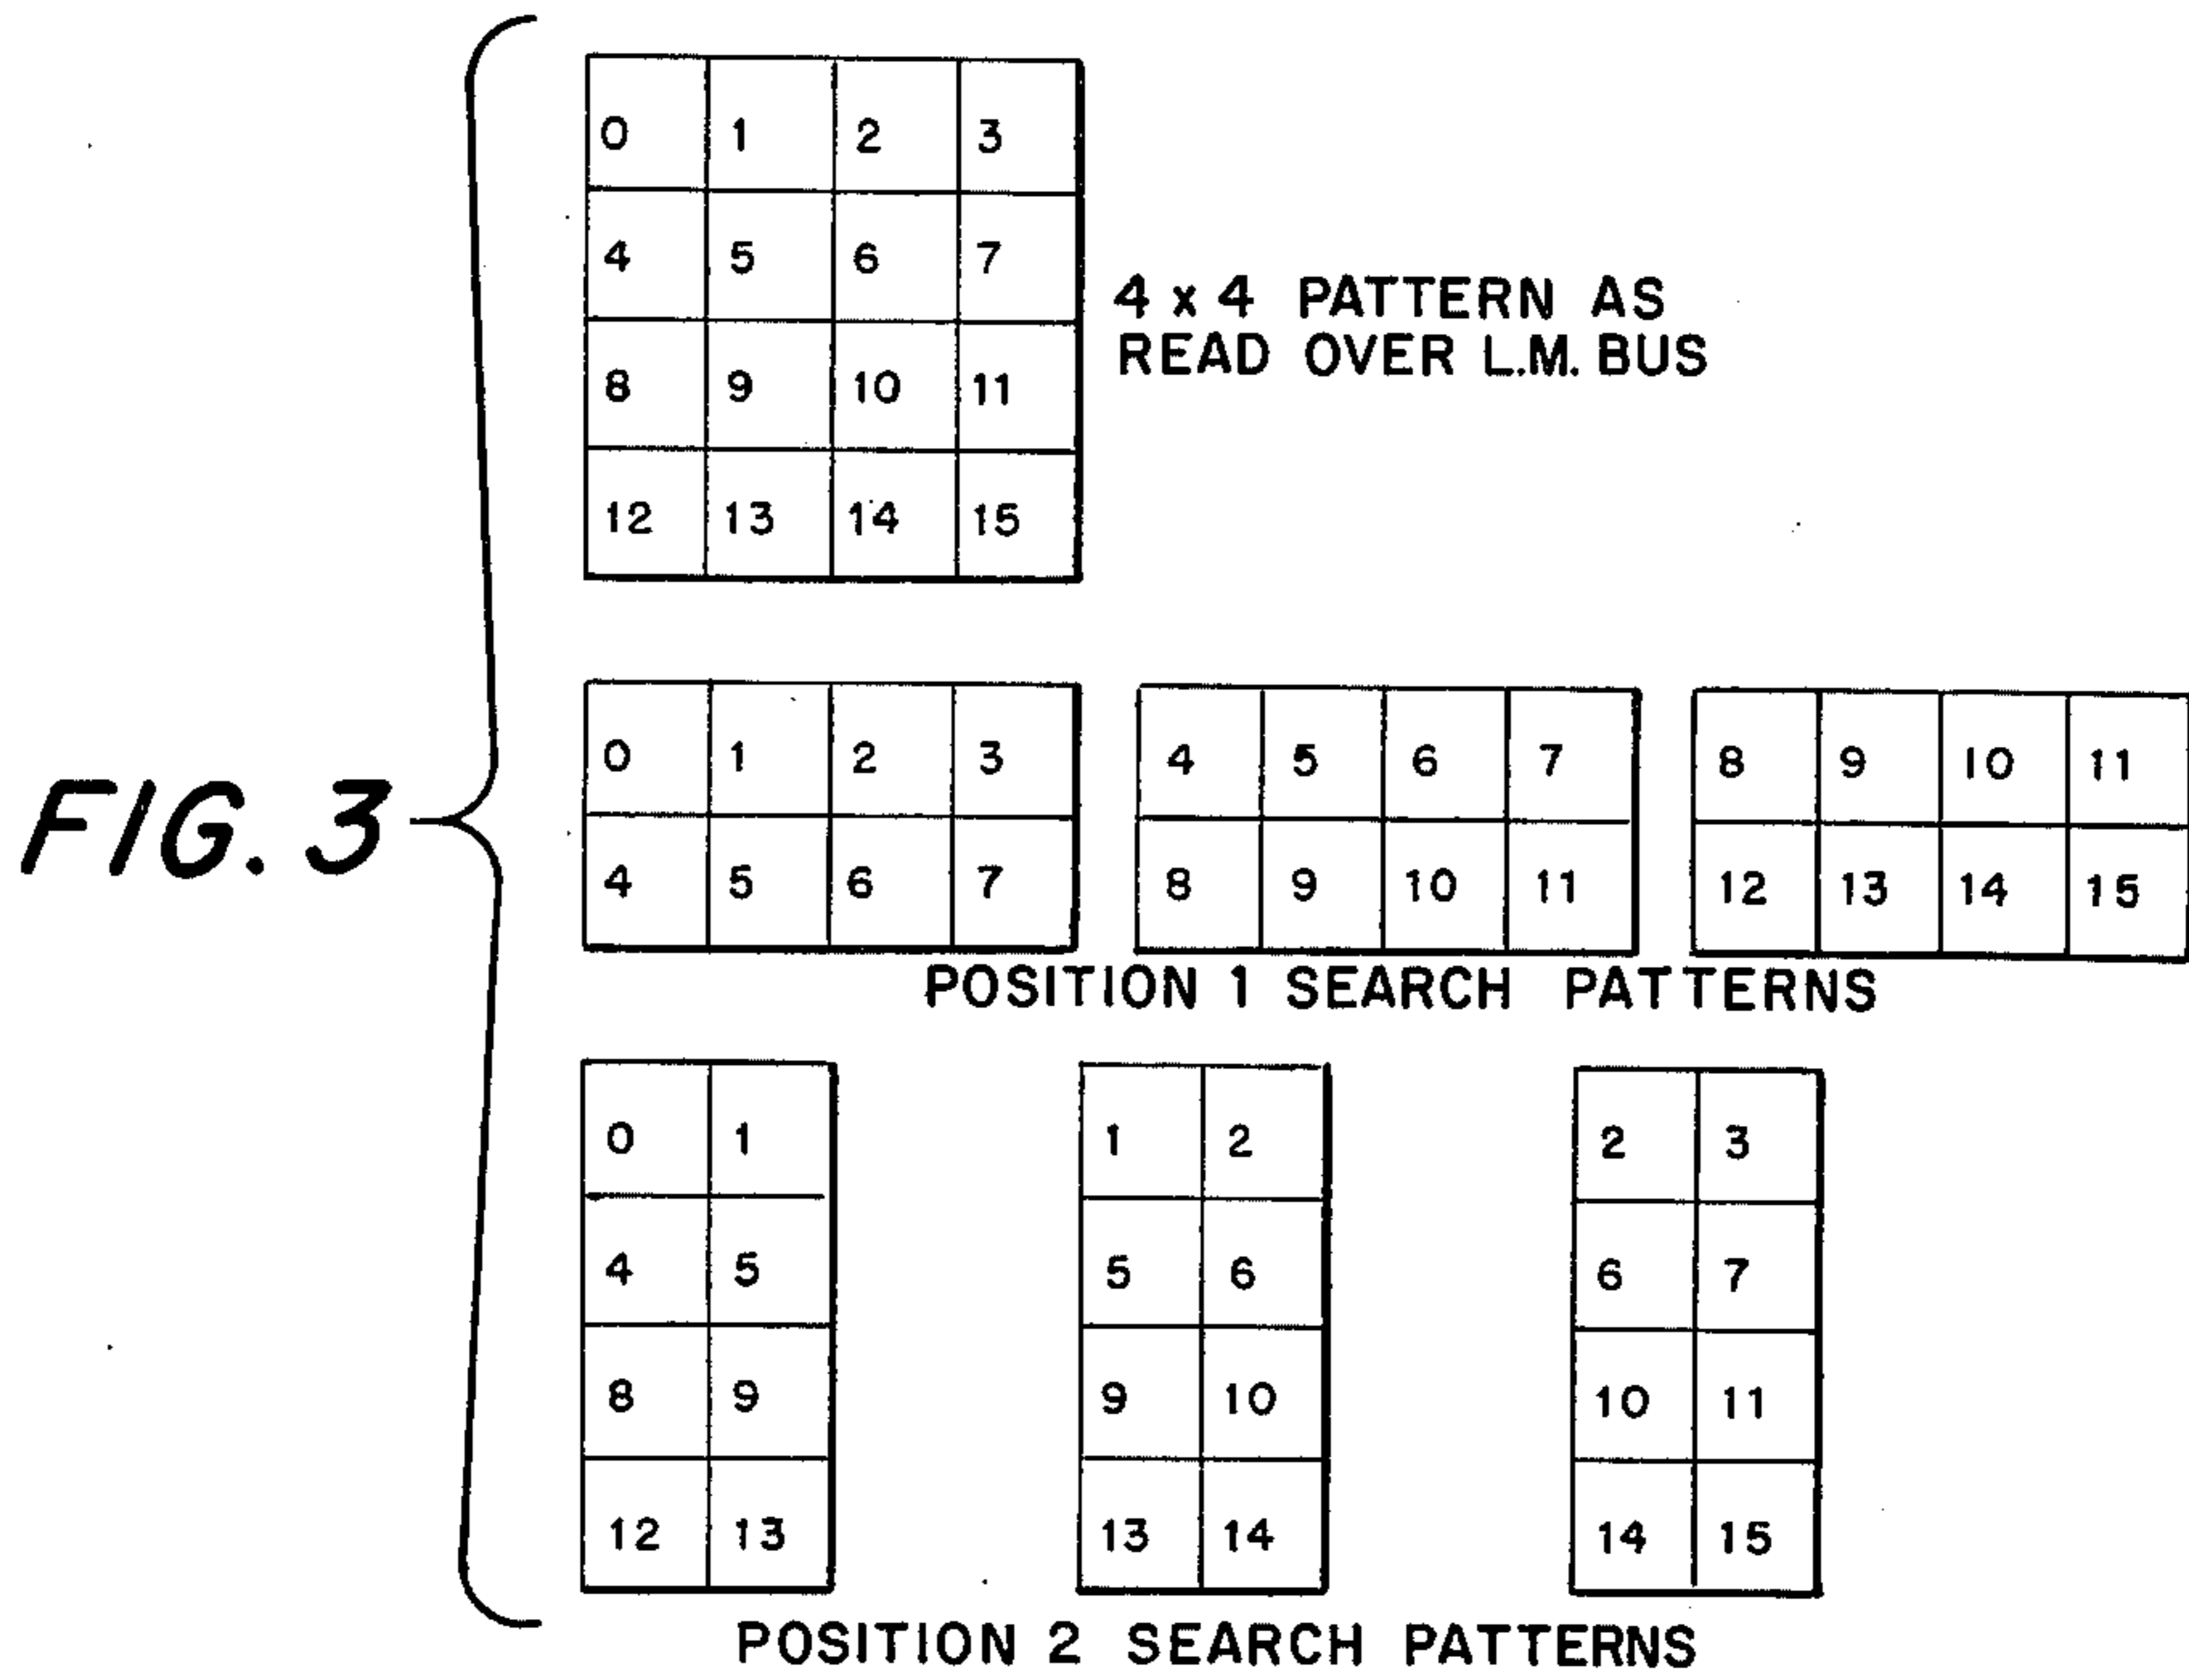 0 1 2 3
4 5 6 7
8 9 10 11
12 13 14 15
4 x 4 PATTERN AS
READ OVER L.M. BUS
FIG. 3
0 1 2 3
4 5 6 7
4 5 6 7
8 9 10 11
8 9 10 11
12 13 14 15
POSITION 1 SEARCH PATTERNS
0 1
4 5
8 9
12 13
1 2
5 6
9 10
13 14
2 3
6 7
10 11
14 15
POSITION 2 SEARCH PATTERNS